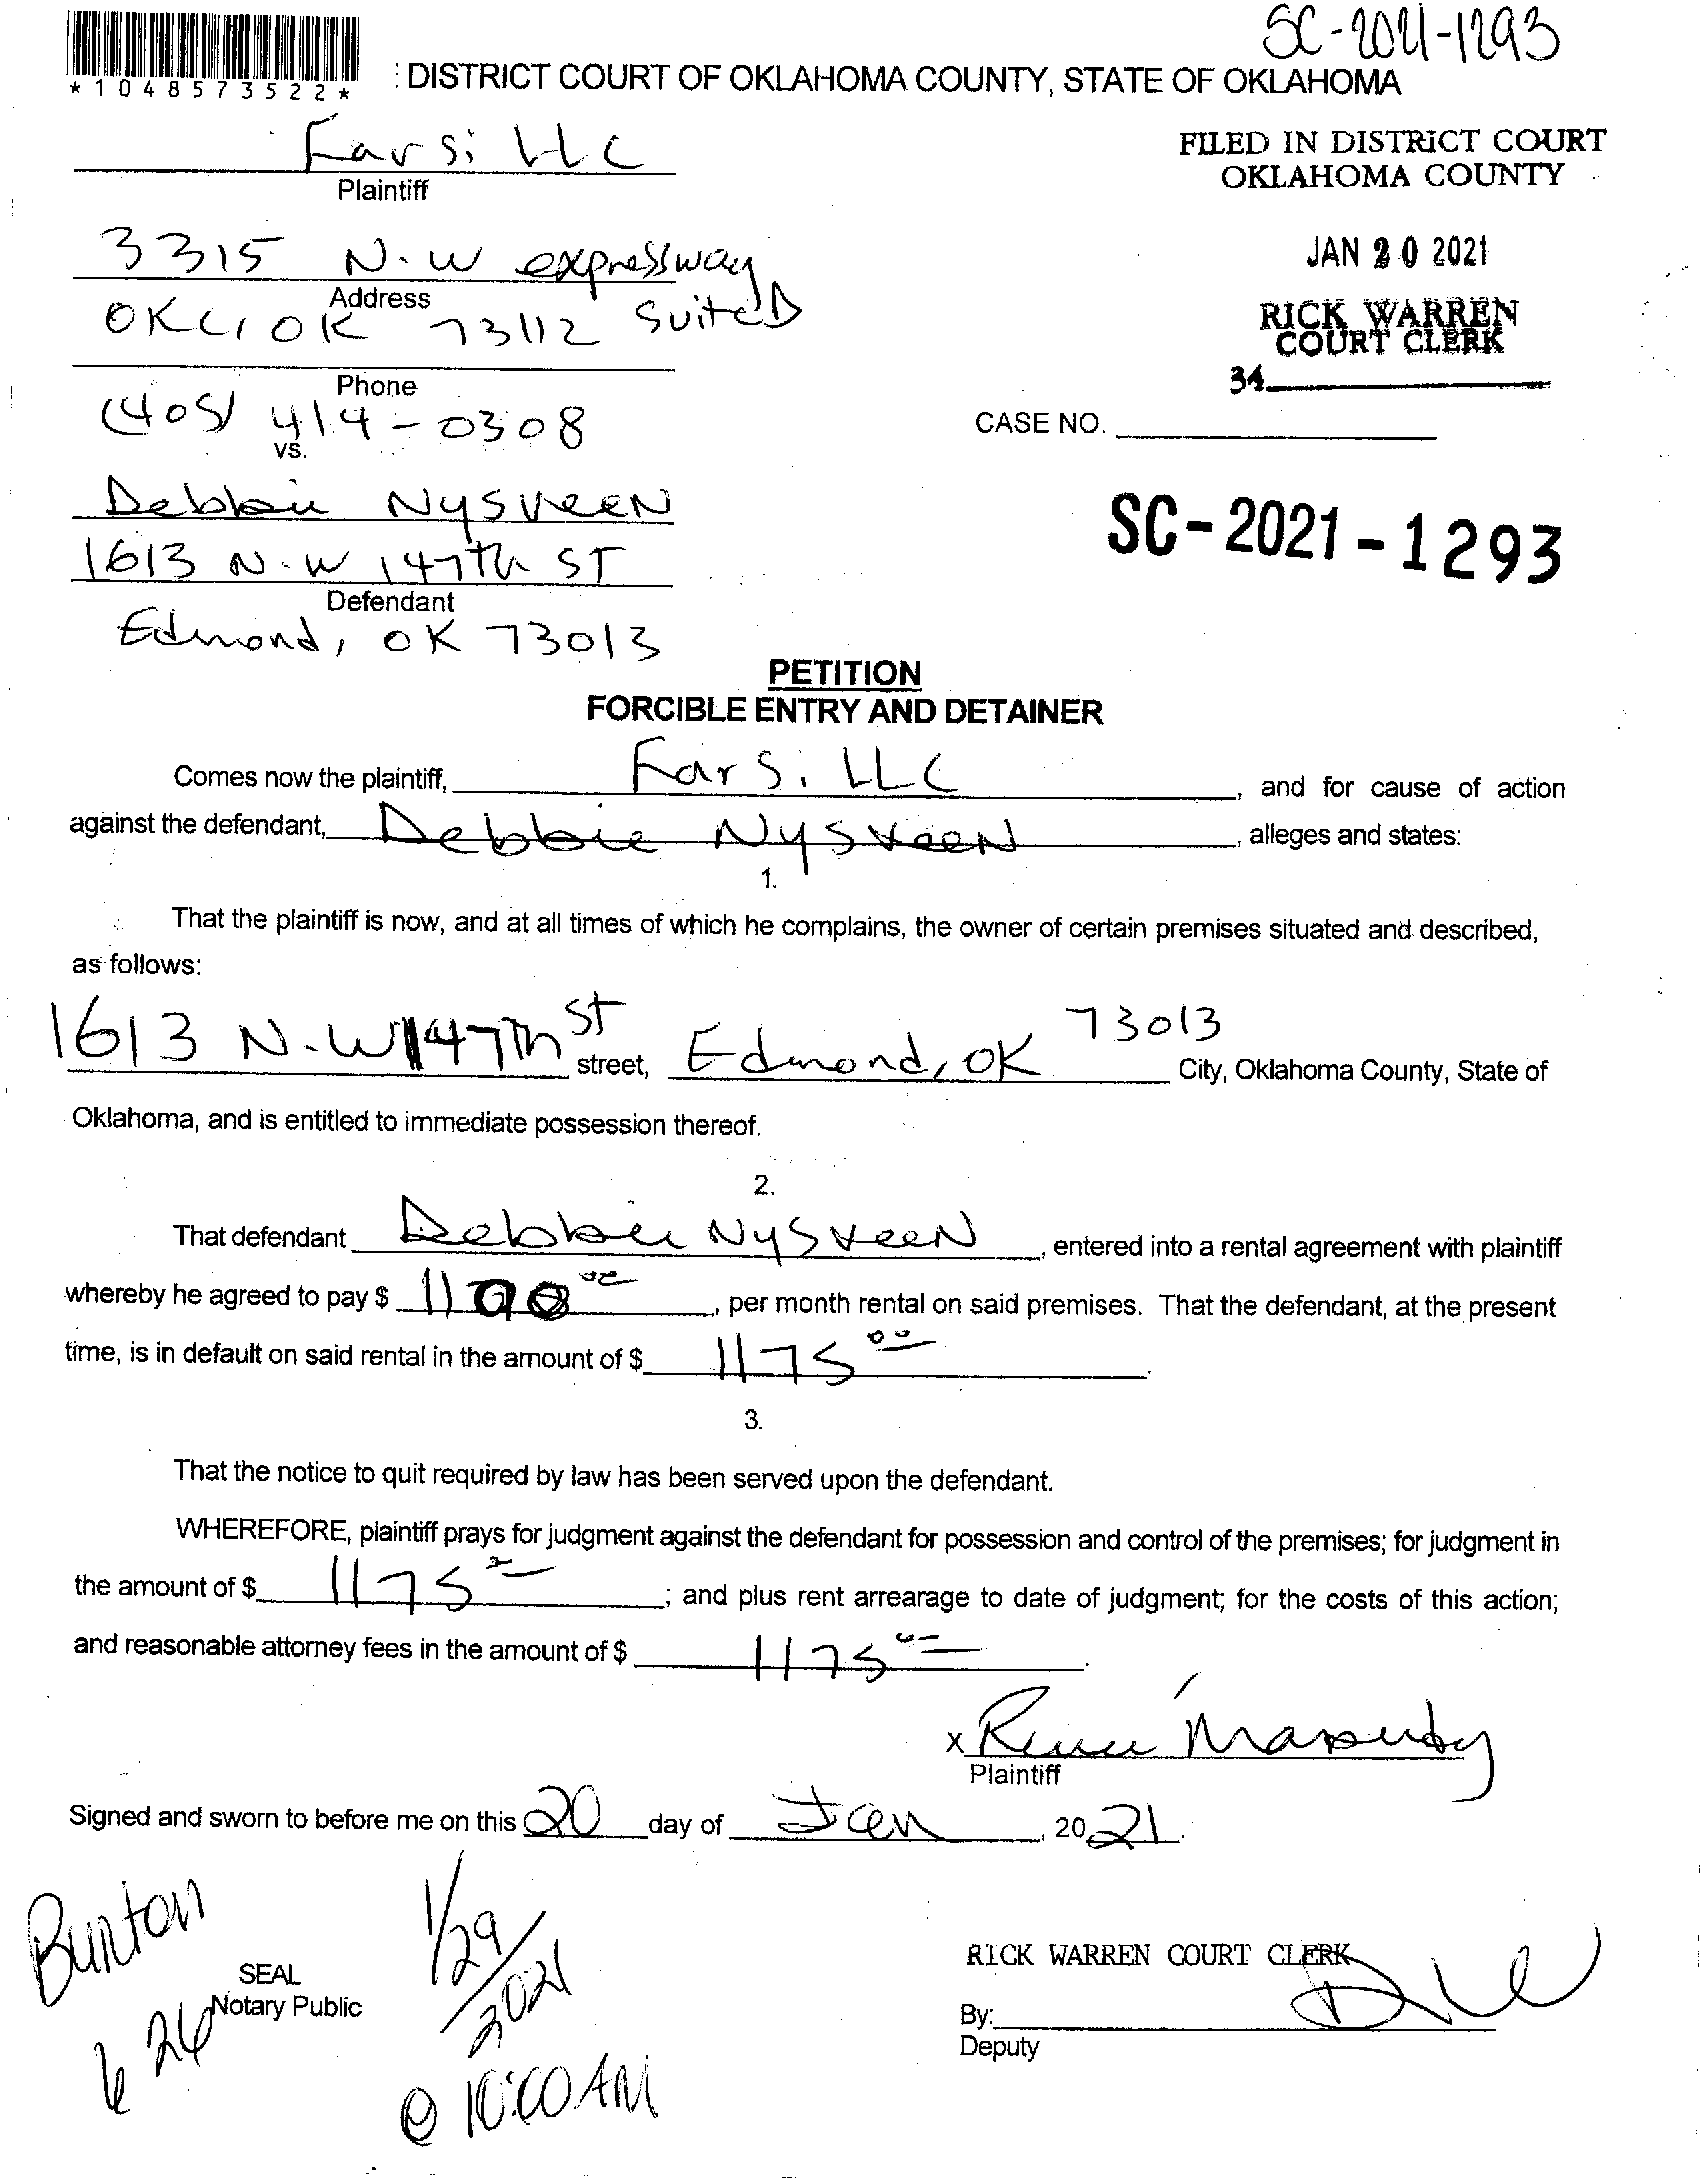 SC-2021-1293
*1048573522*
: DISTRICT COURT OF OKLAHOMA COUNTY, STATE OF OKLAHOMA
Farsi LLC
Plaintiff
FILED IN DISTRICT COURT
OKLAHOMA COUNTY
3315 N.W expressway
Address
JAN 20 2021
OKC, OK 73112 Suite D
RICK WARREN
COURT CLERK
34
Phone
(405) 414-0308
CASE NO.
vs.
Debbie Nysveen
SC-2021-1293
1613 N.W 147th ST
Defendant
Edmond, OK 73013
PETITION
FORCIBLE ENTRY AND DETAINER
Comes now the plaintiff, Farsi LLC, and for cause of action
against the defendant, Debbie Nysveen, alleges and states:
1.
That the plaintiff is now, and at all times of which he complains, the owner of certain premises situated and described,
as follows:
1613 N.W 147Th St street, Edmond, OK 73013 City, Oklahoma County, State of
Oklahoma, and is entitled to immediate possession thereof.
2.
That defendant Debbie Nysveen, entered into a rental agreement with plaintiff
whereby he agreed to pay $ 1100 00, per month rental on said premises. That the defendant, at the present
time, is in default on said rental in the amount of $ 1175 00.
3.
That the notice to quit required by law has been served upon the defendant.
WHEREFORE, plaintiff prays for judgment against the defendant for possession and control of the premises; for judgment in
the amount of $ 1175; and plus rent arrearage to date of judgment; for the costs of this action;
and reasonable attorney fees in the amount of $ 1175.
x
Plaintiff
Signed and sworn to before me on this 20 day of Jan, 2021.
Burton
1/29/2021
RICK WARREN COURT CLERK
SEAL
Notary Public
626
By:
Deputy
@ 10:00 AM